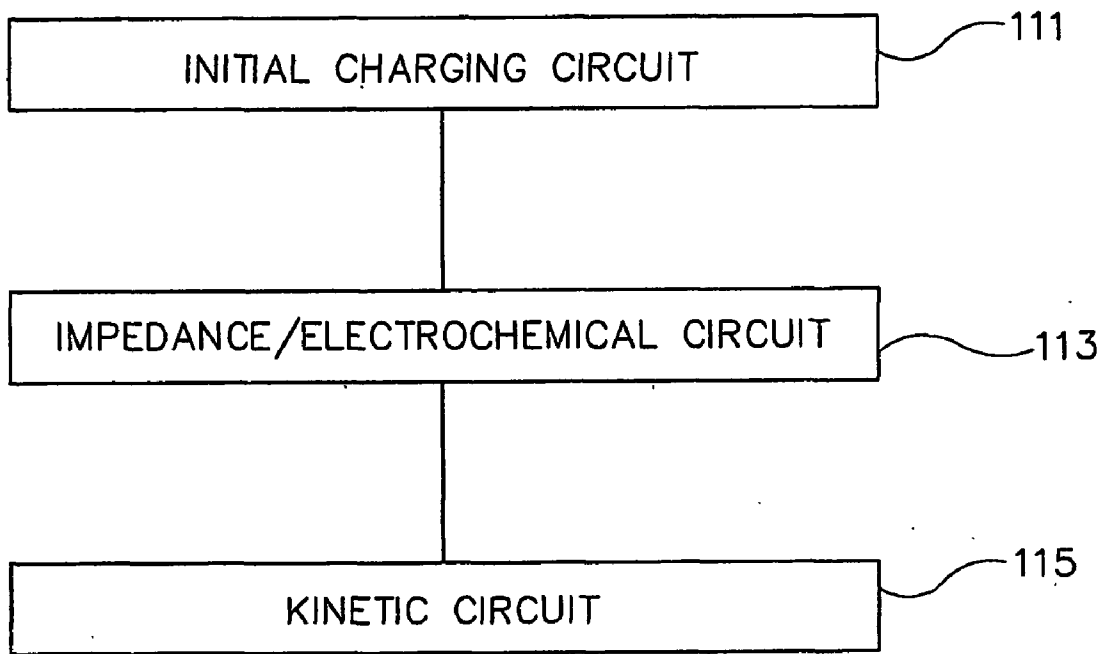 111
INITIAL CHARGING CIRCUIT
IMPEDANCE/ELECTROCHEMICAL CIRCUIT
113
115
KINETIC CIRCUIT